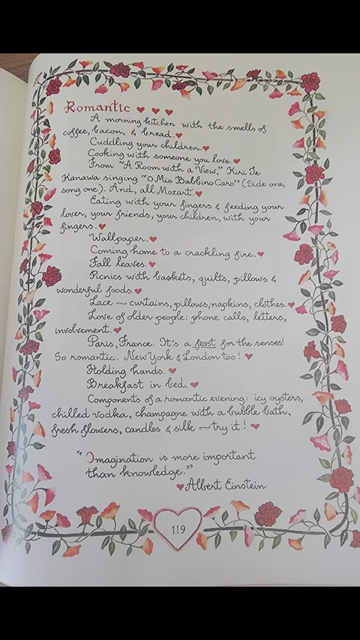 Romantic ♥ ♥ ♥
A morning kitchen with the smells of
coffee, bacon, & bread. ♥
Cuddling your children. ♥
Cooking with someone you love ♥
From "A Room with a View," Kiri Te
Kanawa singing "O Mio Babbino Caro" (Side one,
song one). And, all Mozart. ♥
Eating with your fingers & feeding your
lover, your friends, your children, with your
fingers. ♥
Wallpaper. ♥
Coming home to a crackling fire. ♥
Fall leaves. ♥
Picnics with baskets, quilts, pillows &
wonderful foods. ♥
Lace — curtains, pillows, napkins, clothes. ♥
Love of older people: phone calls, letters,
involvement. ♥
Paris, France. It's a feast for the senses!
So romantic. New York & London too! ♥
Holding hands. ♥
Breakfast in bed. ♥
Components of a romantic evening: icy oysters,
chilled vodka, champagne with a bubble bath,
fresh flowers, candles & silk — try it! ♥
"Imagination is more important
than knowledge."
♥ Albert Einstein
119